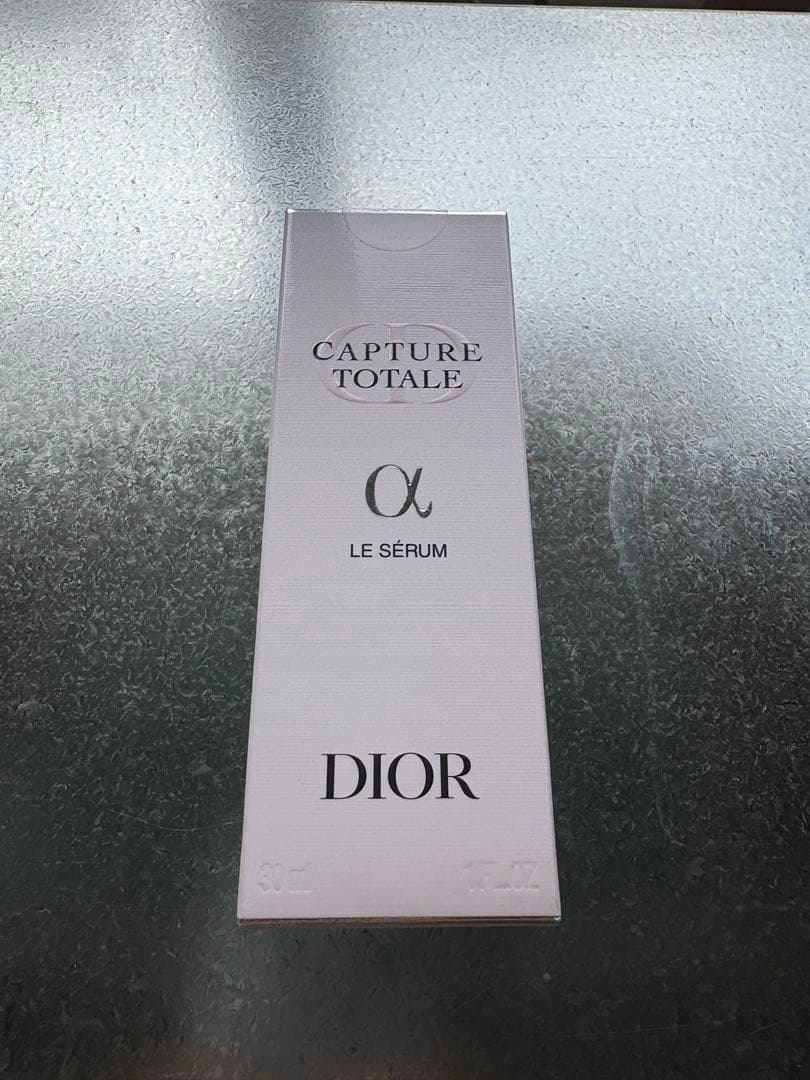 CAPTURE
TOTALE
α
LE SÉRUM
DIOR
30 ml 1 FL.OZ